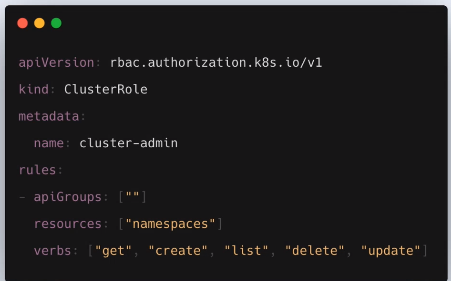 apiVersion: rbac.authorization.k8s.io/v1
kind: ClusterRole
metadata:
  name: cluster-admin
rules:
- apiGroups: [""]
  resources: ["namespaces"]
  verbs: ["get", "create", "list", "delete", "update"]